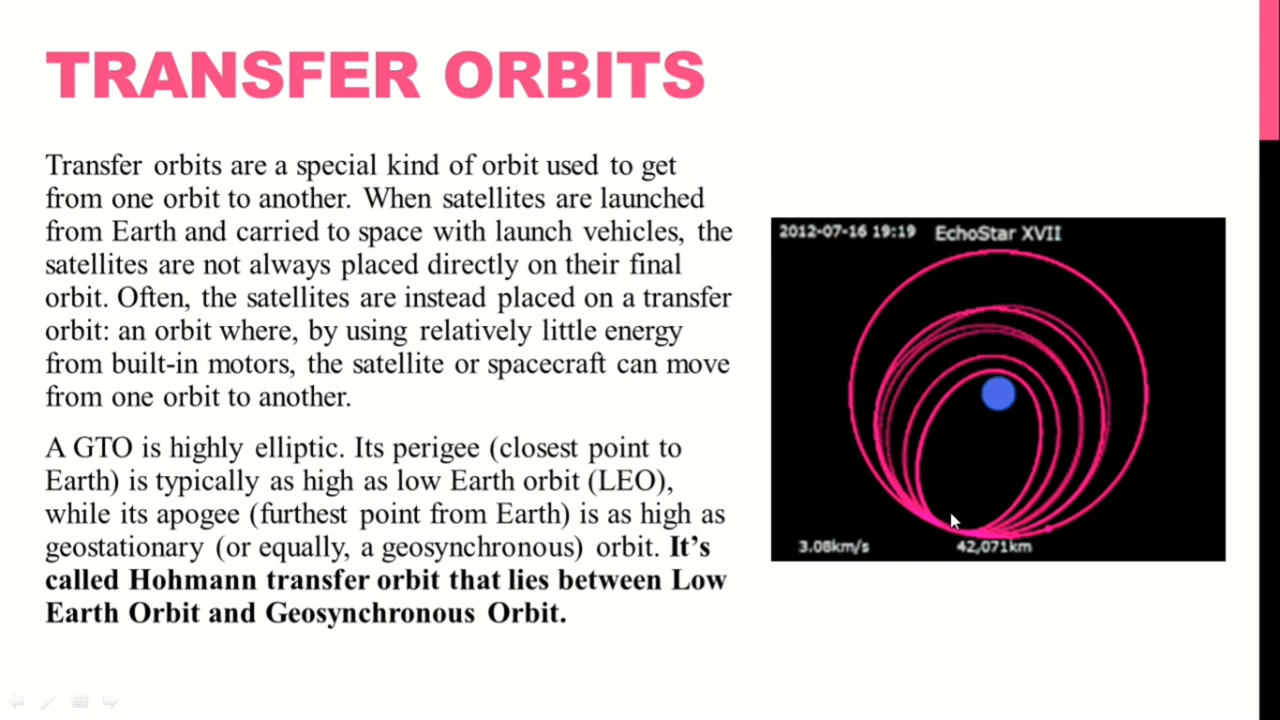 TRANSFER ORBITS
Transfer orbits are a special kind of orbit used to get
from one orbit to another. When satellites are launched
from Earth and carried to space with launch vehicles, the
satellites are not always placed directly on their final
orbit. Often, the satellites are instead placed on a transfer
orbit: an orbit where, by using relatively little energy
from built-in motors, the satellite or spacecraft can move
from one orbit to another.
A GTO is highly elliptic. Its perigee (closest point to
Earth) is typically as high as low Earth orbit (LEO),
while its apogee (furthest point from Earth) is as high as
geostationary (or equally, a geosynchronous) orbit. It’s
called Hohmann transfer orbit that lies between Low
Earth Orbit and Geosynchronous Orbit.
2012-07-16 19:19 EchoStar XVII
3.08km/s 42,071km